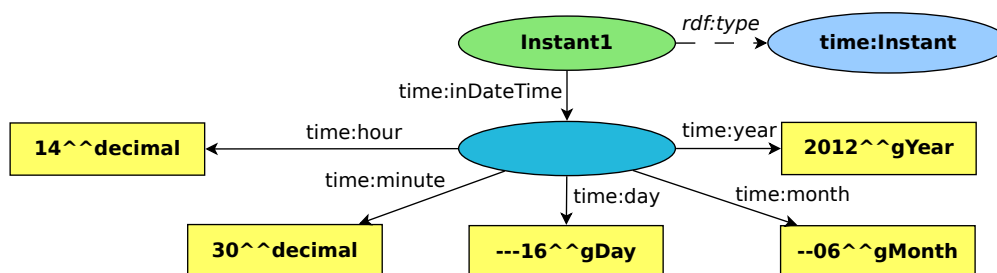 Instant1
rdf:type
time:Instant
time:inDateTime
time:hour
time:year
14^^decimal
2012^^gYear
time:minute
time:day
time:month
30^^decimal
---16^^gDay
--06^^gMonth